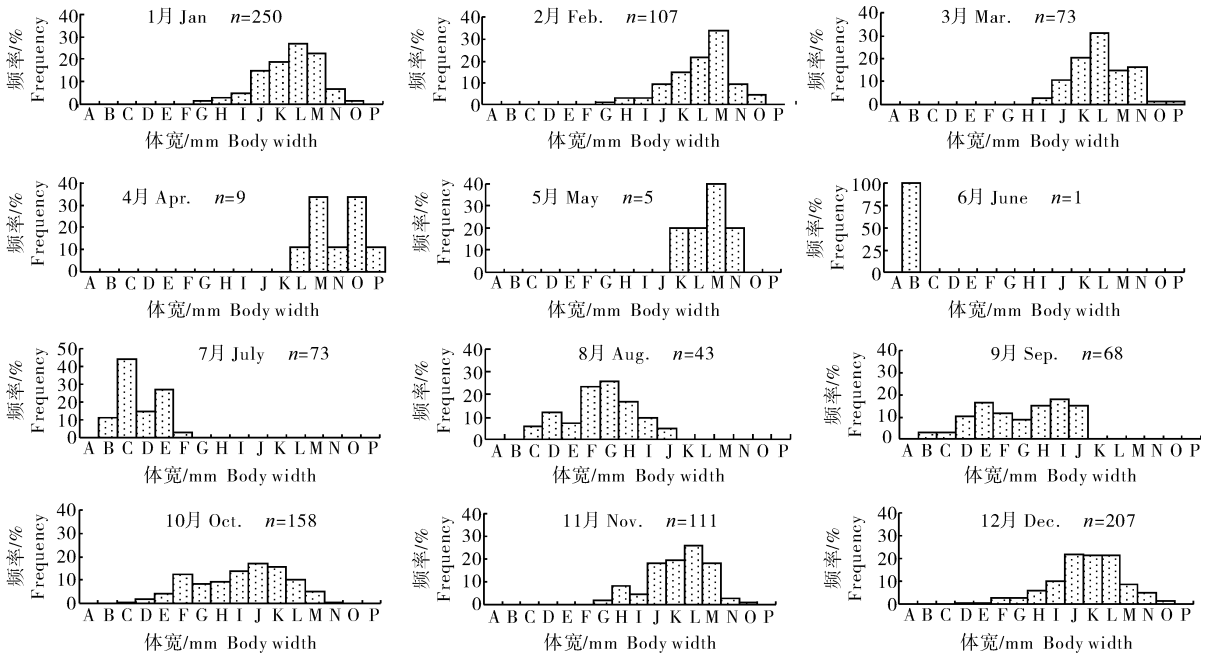 1月 Jan n=250
频率/%
Frequency
40
30
20
10
0
A B C D E F G H I J K L M N O P
体宽/mm Body width
2月 Feb. n=107
频率/%
Frequency
40
30
20
10
0
A B C D E F G H I J K L M N O P
体宽/mm Body width
3月 Mar. n=73
频率/%
Frequency
40
30
20
10
0
A B C D E F G H I J K L M N O P
体宽/mm Body width
4月 Apr. n=9
频率/%
Frequency
40
30
20
10
0
A B C D E F G H I J K L M N O P
体宽/mm Body width
5月 May n=5
频率/%
Frequency
40
30
20
10
0
A B C D E F G H I J K L M N O P
体宽/mm Body width
6月 June n=1
频率/%
Frequency
100
75
50
25
0
A B C D E F G H I J K L M N O P
体宽/mm Body width
7月 July n=73
频率/%
Frequency
50
40
30
20
10
0
A B C D E F G H I J K L M N O P
体宽/mm Body width
8月 Aug. n=43
频率/%
Frequency
40
30
20
10
0
A B C D E F G H I J K L M N O P
体宽/mm Body width
9月 Sep. n=68
频率/%
Frequency
40
30
20
10
0
A B C D E F G H I J K L M N O P
体宽/mm Body width
10月 Oct. n=158
频率/%
Frequency
40
30
20
10
0
A B C D E F G H I J K L M N O P
体宽/mm Body width
11月 Nov. n=111
频率/%
Frequency
40
30
20
10
0
A B C D E F G H I J K L M N O P
体宽/mm Body width
12月 Dec. n=207
频率/%
Frequency
40
30
20
10
0
A B C D E F G H I J K L M N O P
体宽/mm Body width